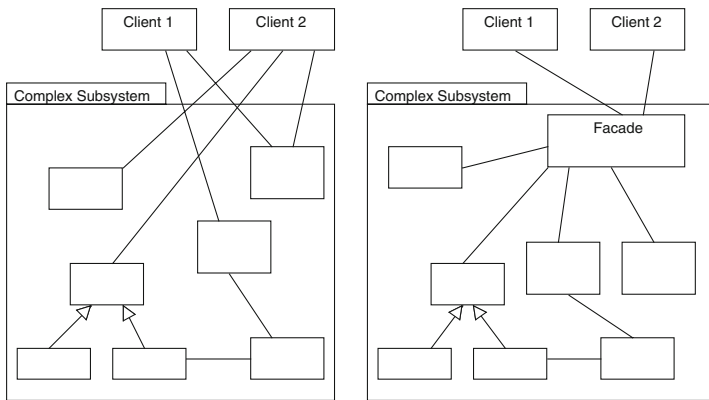 Client 1
Client 2
Complex Subsystem
Client 1
Client 2
Complex Subsystem
Facade